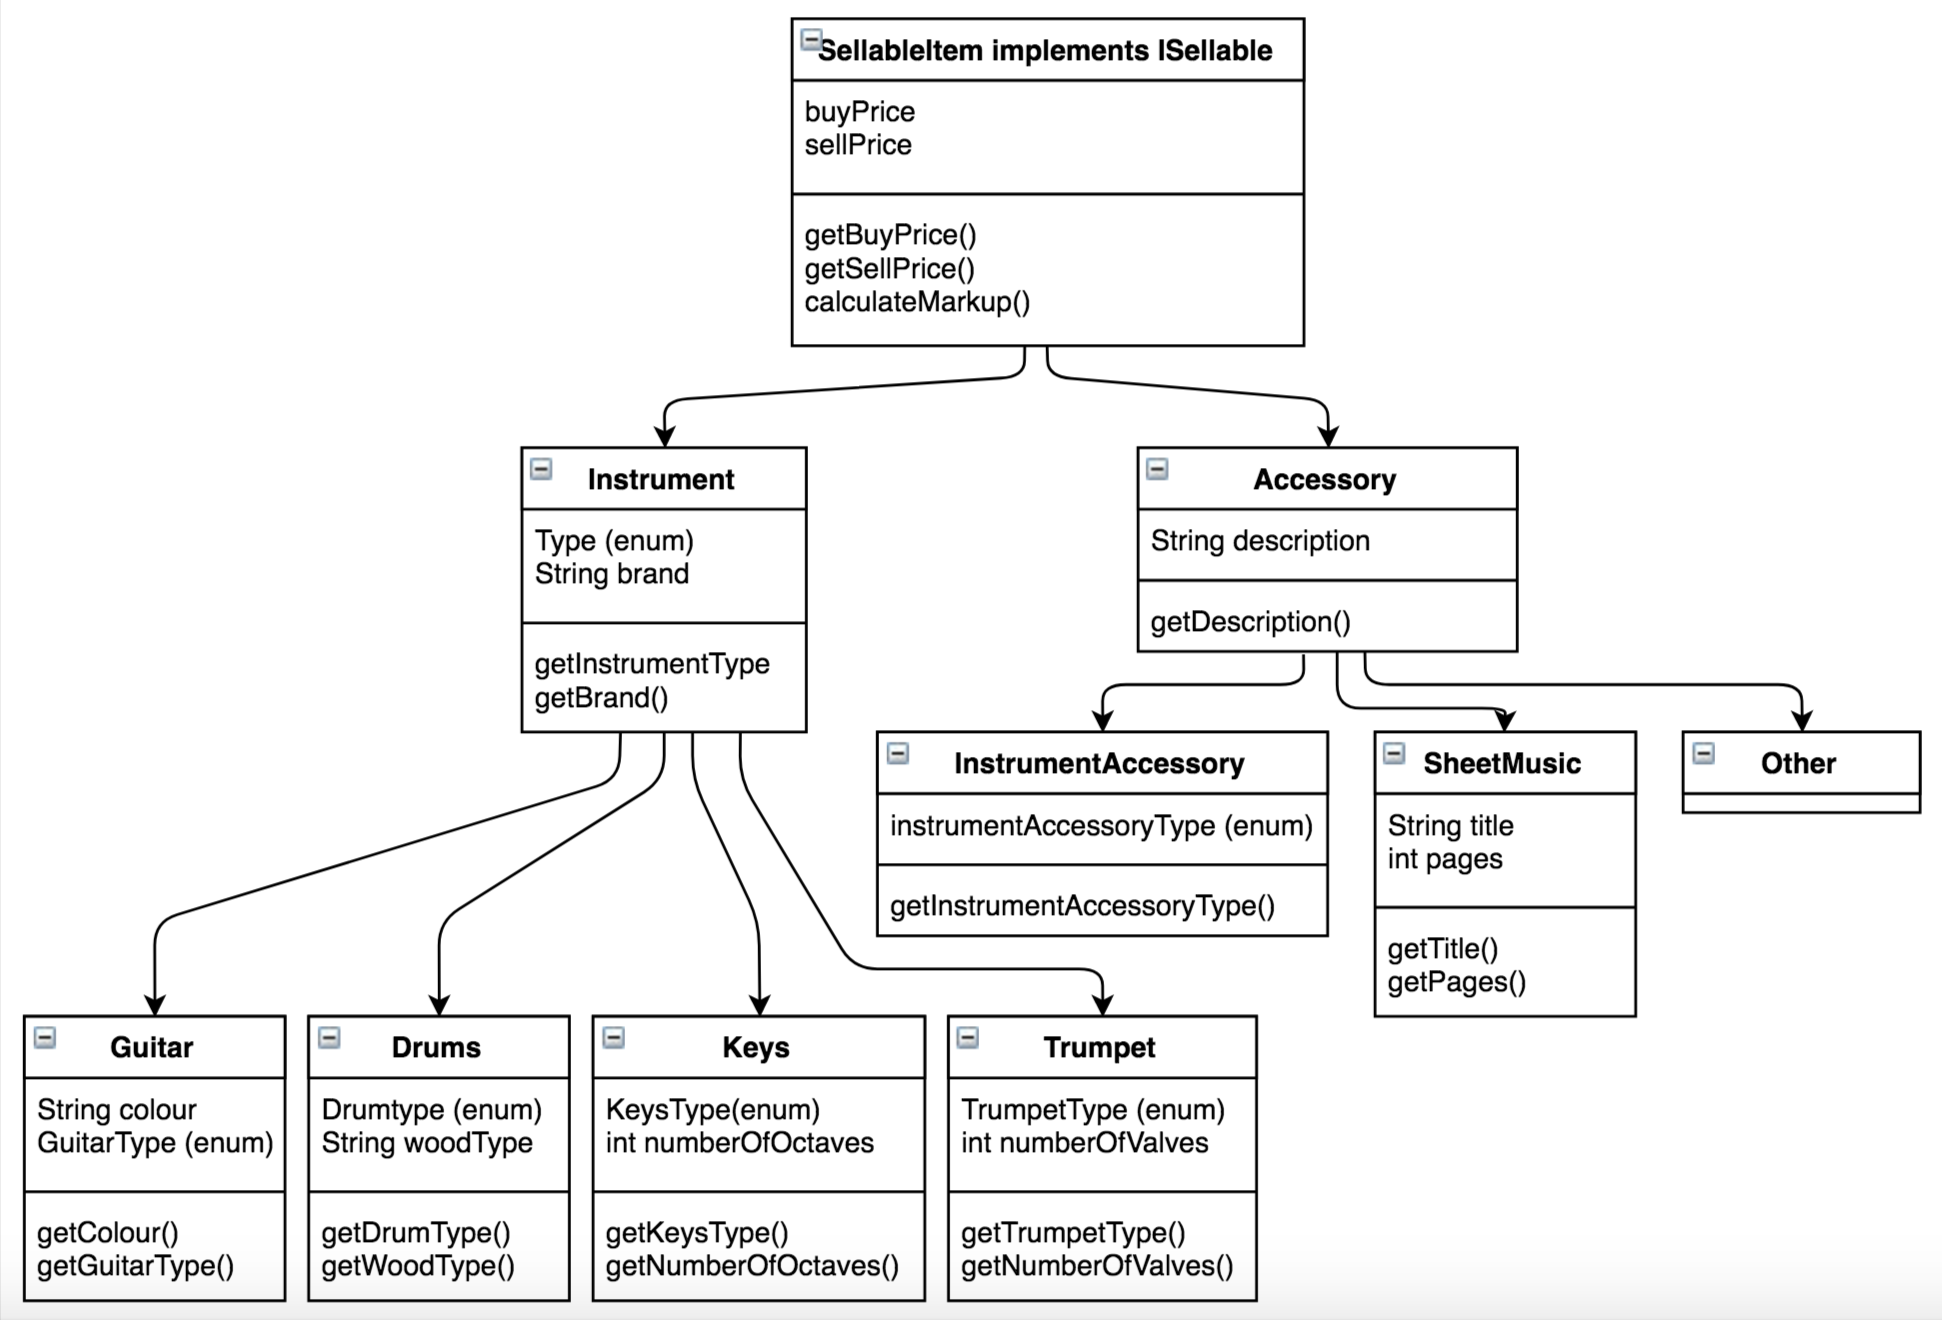 SellableItem implements ISellable
buyPrice
sellPrice
getBuyPrice()
getSellPrice()
calculateMarkup()
Instrument
Type (enum)
String brand
getInstrumentType
getBrand()
Accessory
String description
getDescription()
InstrumentAccessory
instrumentAccessoryType (enum)
getInstrumentAccessoryType()
SheetMusic
String title
int pages
getTitle()
getPages()
Other
Guitar
String colour
GuitarType (enum)
getColour()
getGuitarType()
Drums
Drumtype (enum)
String woodType
getDrumType()
getWoodType()
Keys
KeysType(enum)
int numberOfOctaves
getKeysType()
getNumberOfOctaves()
Trumpet
TrumpetType (enum)
int numberOfValves
getTrumpetType()
getNumberOfValves()